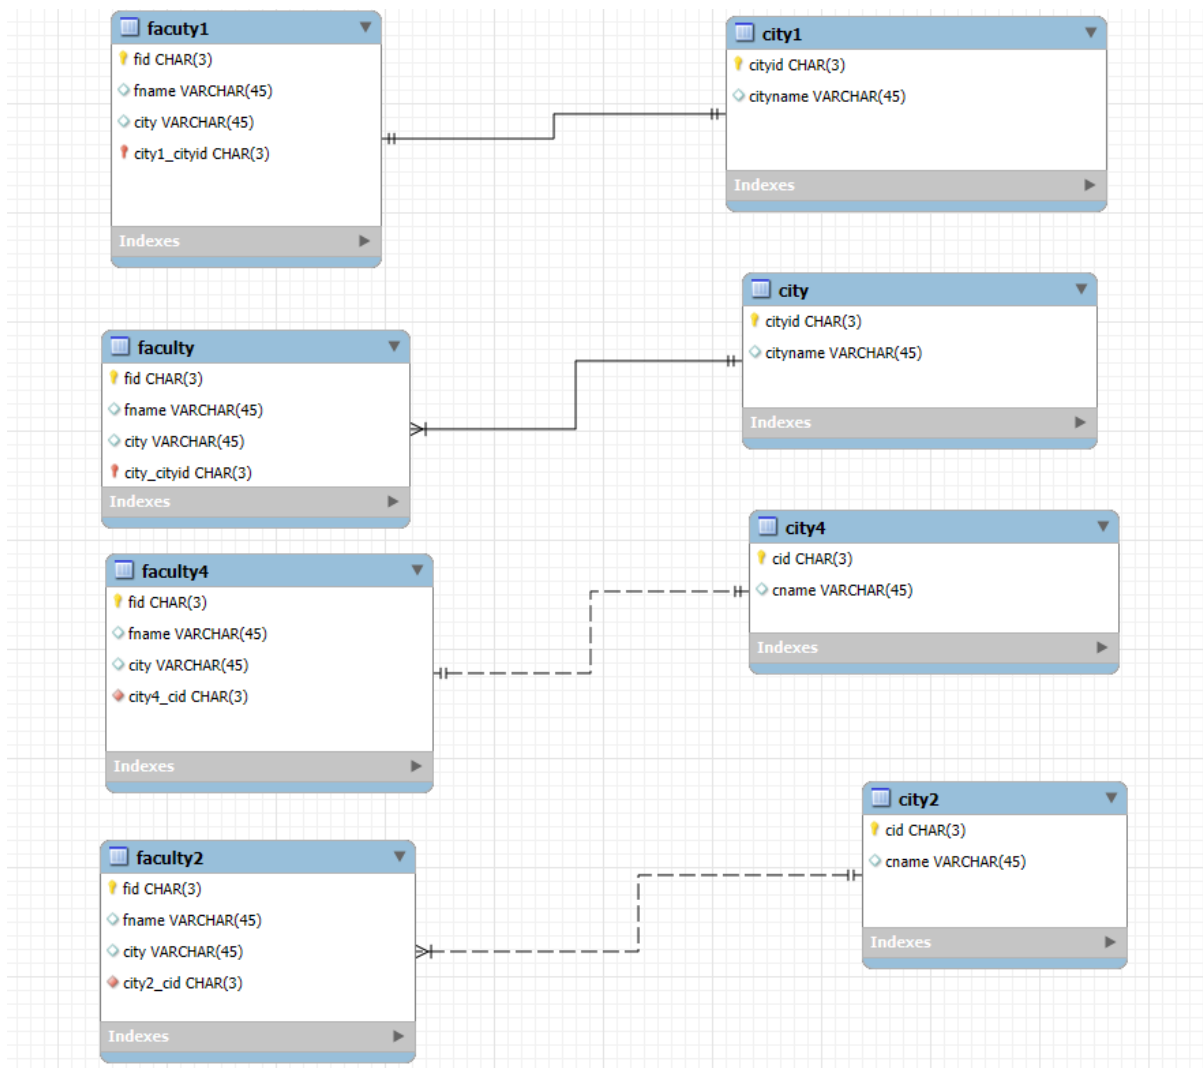 facuty1
fid CHAR(3)
fname VARCHAR(45)
city VARCHAR(45)
city1_cityid CHAR(3)
Indexes
city1
cityid CHAR(3)
cityname VARCHAR(45)
Indexes
faculty
fid CHAR(3)
fname VARCHAR(45)
city VARCHAR(45)
city_cityid CHAR(3)
Indexes
city
cityid CHAR(3)
cityname VARCHAR(45)
Indexes
faculty4
fid CHAR(3)
fname VARCHAR(45)
city VARCHAR(45)
city4_cid CHAR(3)
Indexes
city4
cid CHAR(3)
cname VARCHAR(45)
Indexes
faculty2
fid CHAR(3)
fname VARCHAR(45)
city VARCHAR(45)
city2_cid CHAR(3)
Indexes
city2
cid CHAR(3)
cname VARCHAR(45)
Indexes